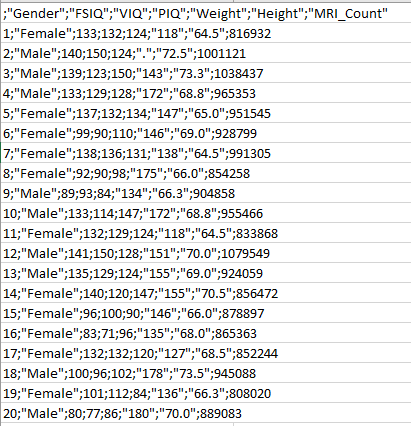 ;"Gender";"FSIQ";"VIQ";"PIQ";"Weight";"Height";"MRI_Count"
1;"Female";133;132;124;"118";"64.5";816932
2;"Male";140;150;124;".";"72.5";1001121
3;"Male";139;123;150;"143";"73.3";1038437
4;"Male";133;129;128;"172";"68.8";965353
5;"Female";137;132;134;"147";"65.0";951545
6;"Female";99;90;110;"146";"69.0";928799
7;"Female";138;136;131;"138";"64.5";991305
8;"Female";92;90;98;"175";"66.0";854258
9;"Male";89;93;84;"134";"66.3";904858
10;"Male";133;114;147;"172";"68.8";955466
11;"Female";132;129;124;"118";"64.5";833868
12;"Male";141;150;128;"151";"70.0";1079549
13;"Male";135;129;124;"155";"69.0";924059
14;"Female";140;120;147;"155";"70.5";856472
15;"Female";96;100;90;"146";"66.0";878897
16;"Female";83;71;96;"135";"68.0";865363
17;"Female";132;132;120;"127";"68.5";852244
18;"Male";100;96;102;"178";"73.5";945088
19;"Female";101;112;84;"136";"66.3";808020
20;"Male";80;77;86;"180";"70.0";889083